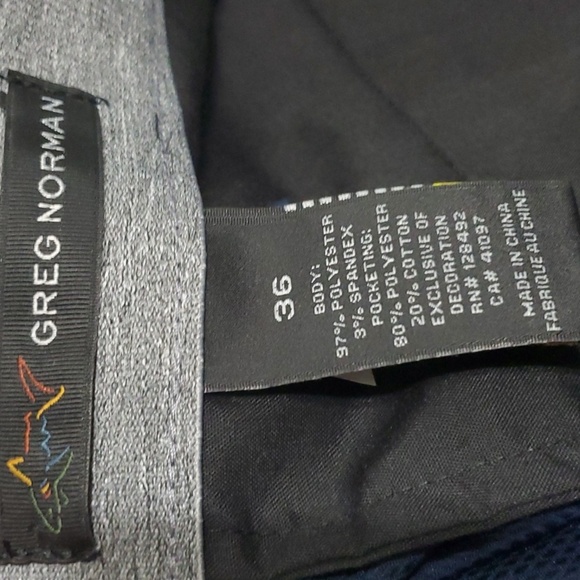 GREG NORMAN
36
BODY:
97% POLYESTER
3% SPANDEX
POCKETING:
80% POLYESTER
20% COTTON
EXCLUSIVE OF
DECORATION
RN# 128492
CA# 41097
MADE IN CHINA
FABRIQUE AU CHINE